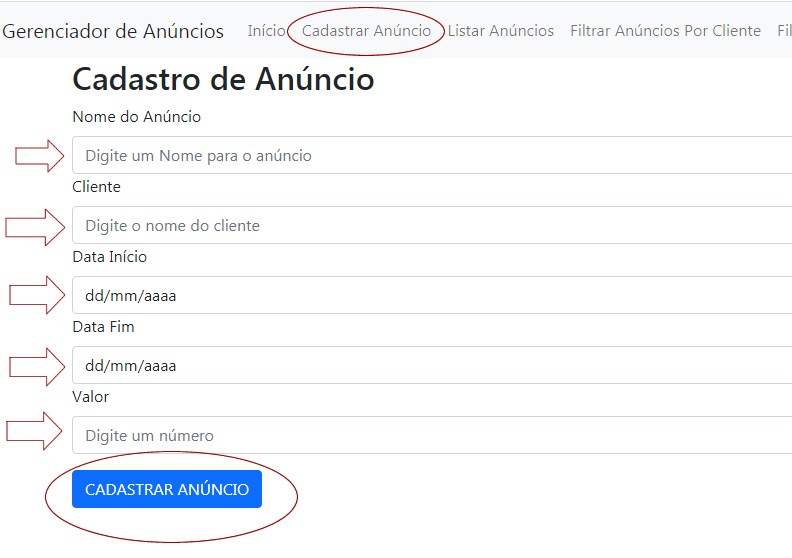 Gerenciador de Anúncios Início Cadastrar Anúncio Listar Anúncios Filtrar Anúncios Por Cliente Fil
Cadastro de Anúncio
Nome do Anúncio
Digite um Nome para o anúncio
Cliente
Digite o nome do cliente
Data Início
dd/mm/aaaa
Data Fim
dd/mm/aaaa
Valor
Digite um número
CADASTRAR ANÚNCIO